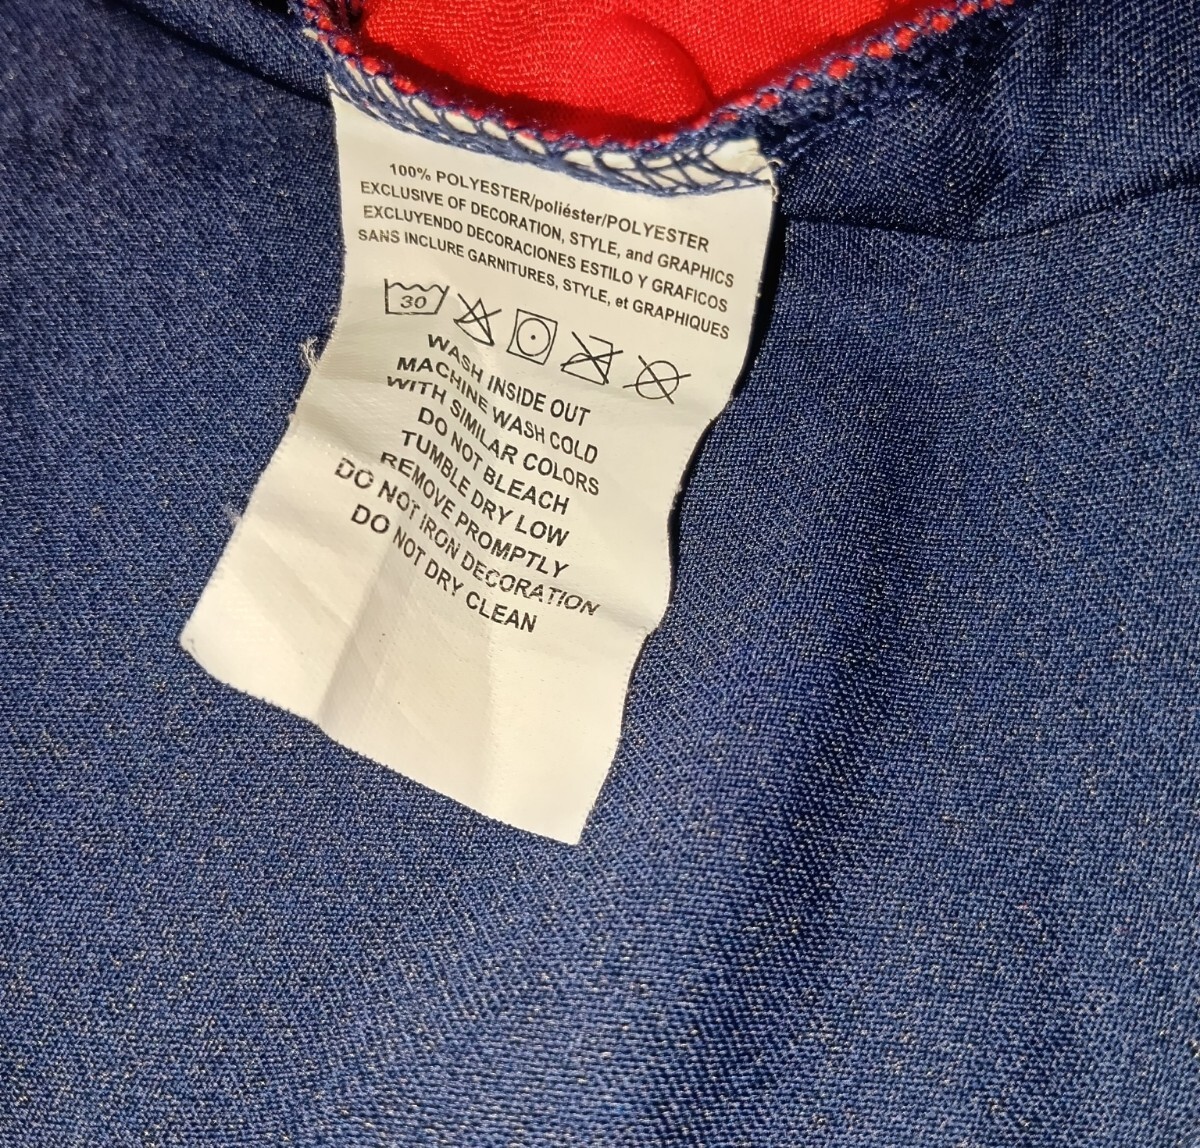 100% POLYESTER/poliéster/POLYESTER
EXCLUSIVE OF DECORATION, STYLE, and GRAPHICS
EXCLUYENDO DECORACIONES ESTILO Y GRAFICOS
SANS INCLURE GARNITURES, STYLE, et GRAPHIQUES
30
WASH INSIDE OUT
MACHINE WASH COLD
WITH SIMILAR COLORS
DO NOT BLEACH
TUMBLE DRY LOW
REMOVE PROMPTLY
DO NOT IRON DECORATION
DO NOT DRY CLEAN